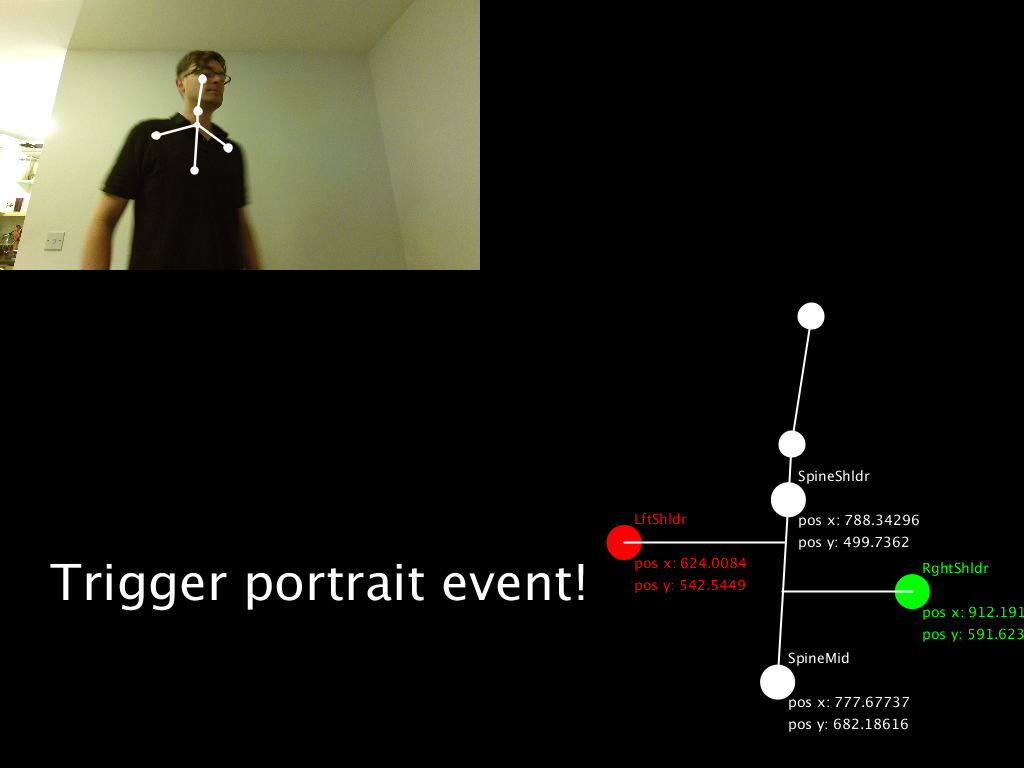 SpineShldr
pos x: 788.34296
pos y: 499.7362
LftShldr
pos x: 624.0084
pos y: 542.5449
Trigger portrait event!
RghtShldr
pos x: 912.191
pos y: 591.623
SpineMid
pos x: 777.67737
pos y: 682.18616